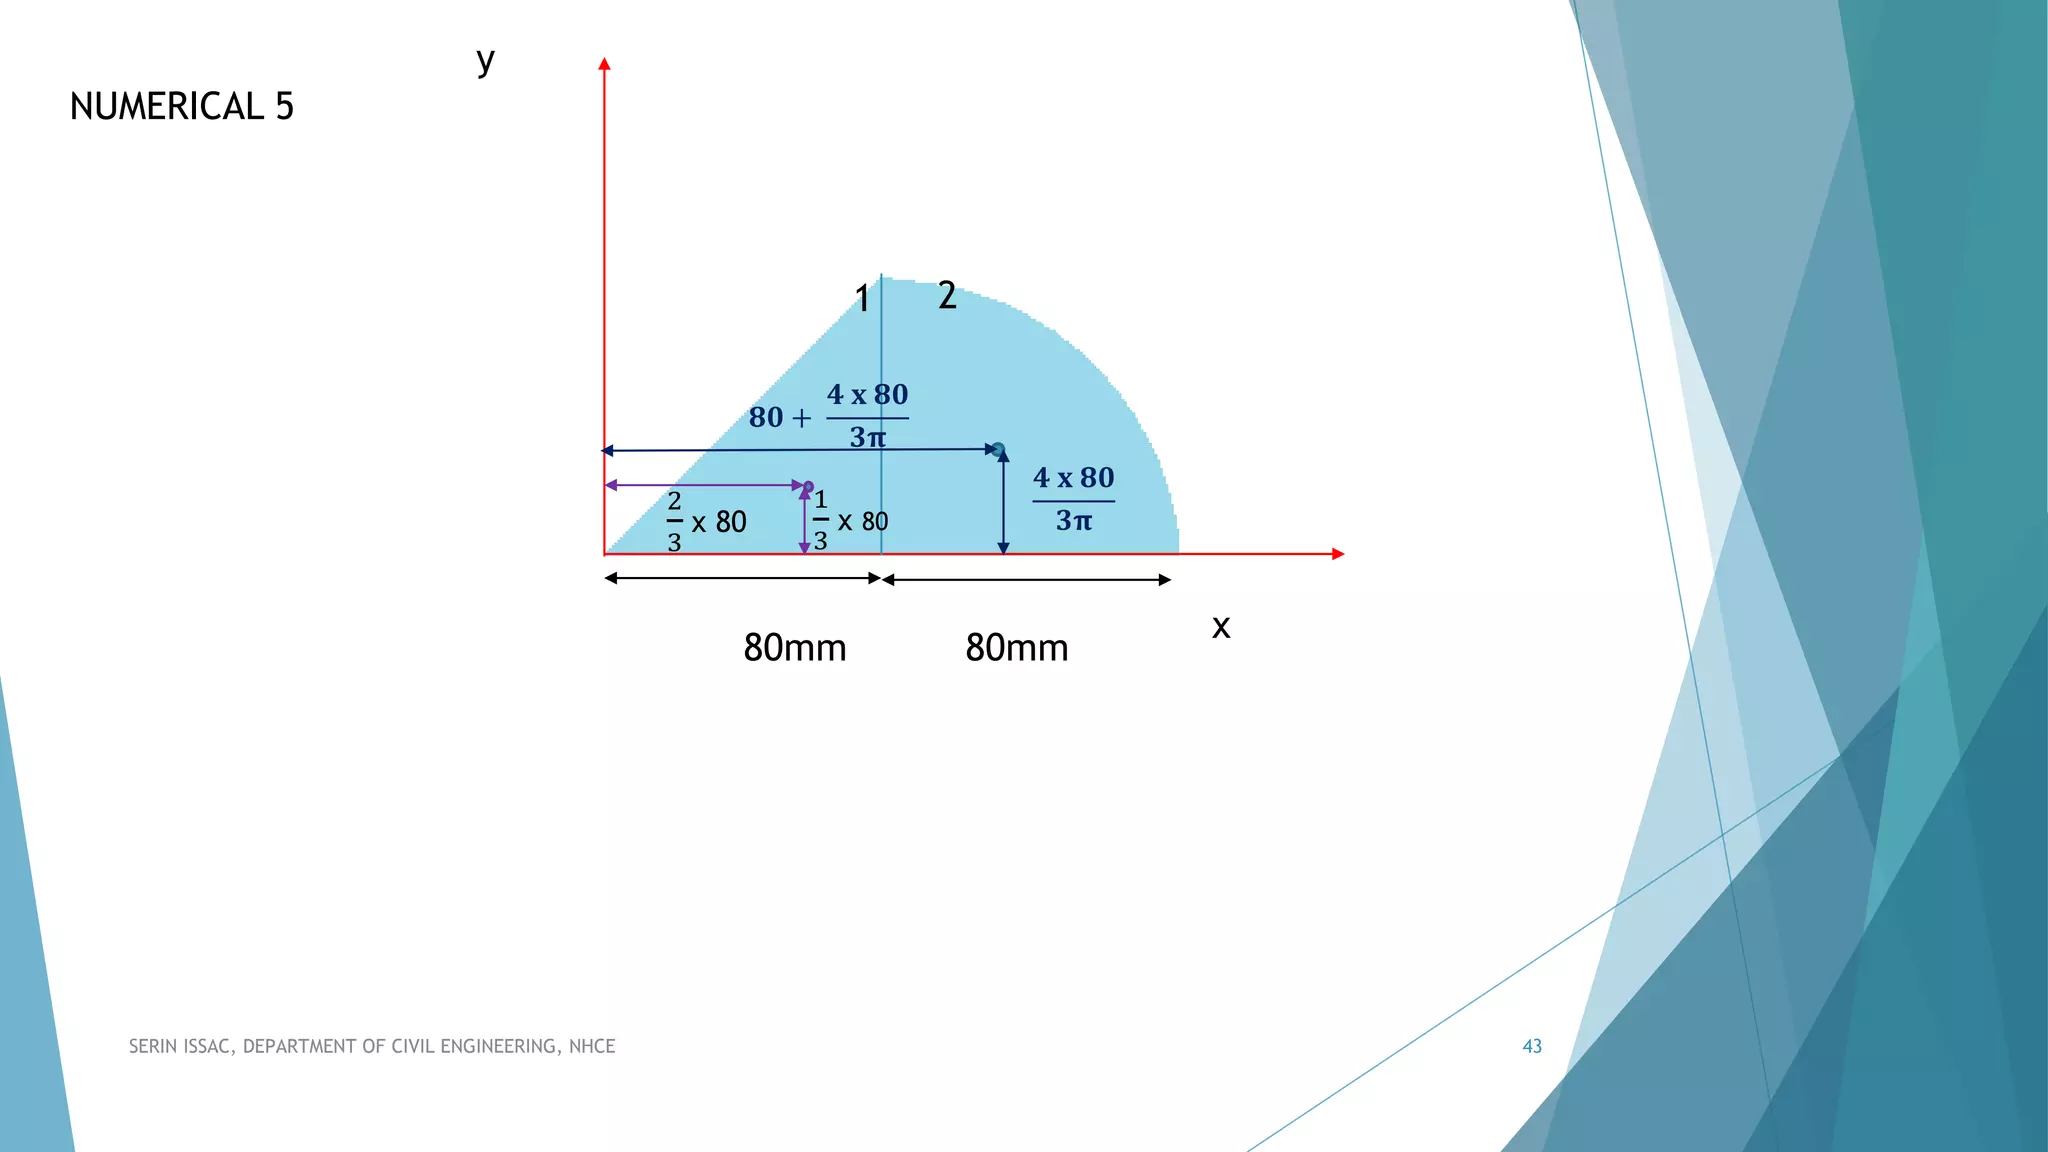 y
NUMERICAL 5
1 2
80 + 4 x 80 / 3π
4 x 80 / 3π
2/3 x 80
1/3 x 80
x
80mm 80mm
SERIN ISSAC, DEPARTMENT OF CIVIL ENGINEERING, NHCE 43